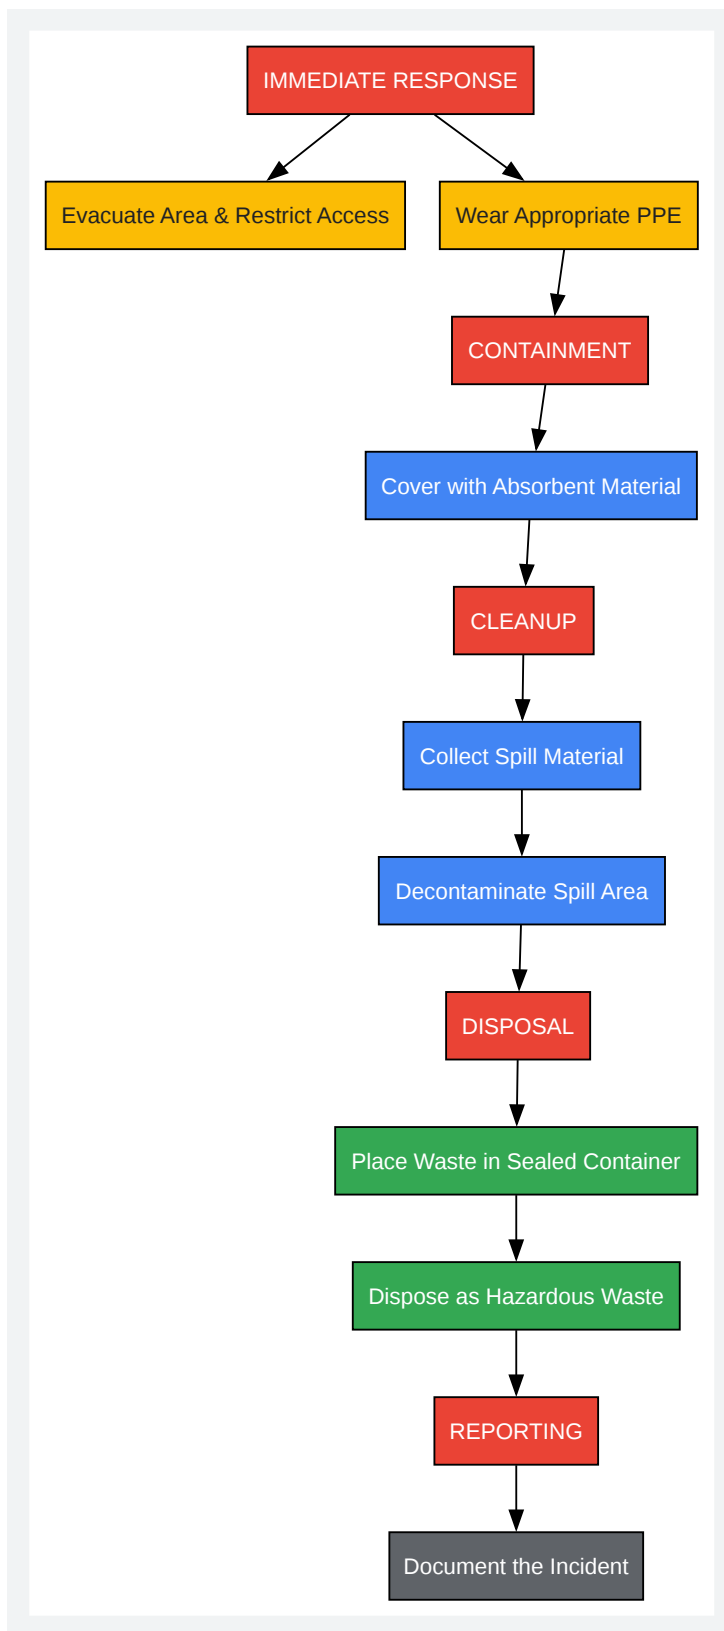 IMMEDIATE RESPONSE
Evacuate Area & Restrict Access
Wear Appropriate PPE
CONTAINMENT
Cover with Absorbent Material
CLEANUP
Collect Spill Material
Decontaminate Spill Area
DISPOSAL
Place Waste in Sealed Container
Dispose as Hazardous Waste
REPORTING
Document the Incident